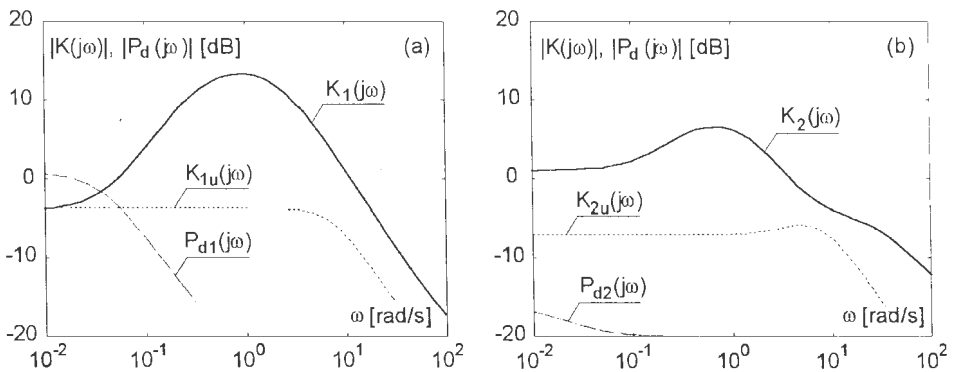 20
|K(jω)|, |P_d(jω)| [dB] (a)
10
K_1(jω)
0
K_1u(jω)
-10
P_d1(jω)
ω [rad/s]
-20
10^-2 10^-1 10^0 10^1 10^2
20
|K(jω)|, |P_d(jω)| [dB] (b)
10
K_2(jω)
0
K_2u(jω)
-10
P_d2(jω)
ω [rad/s]
-20
10^-2 10^-1 10^0 10^1 10^2